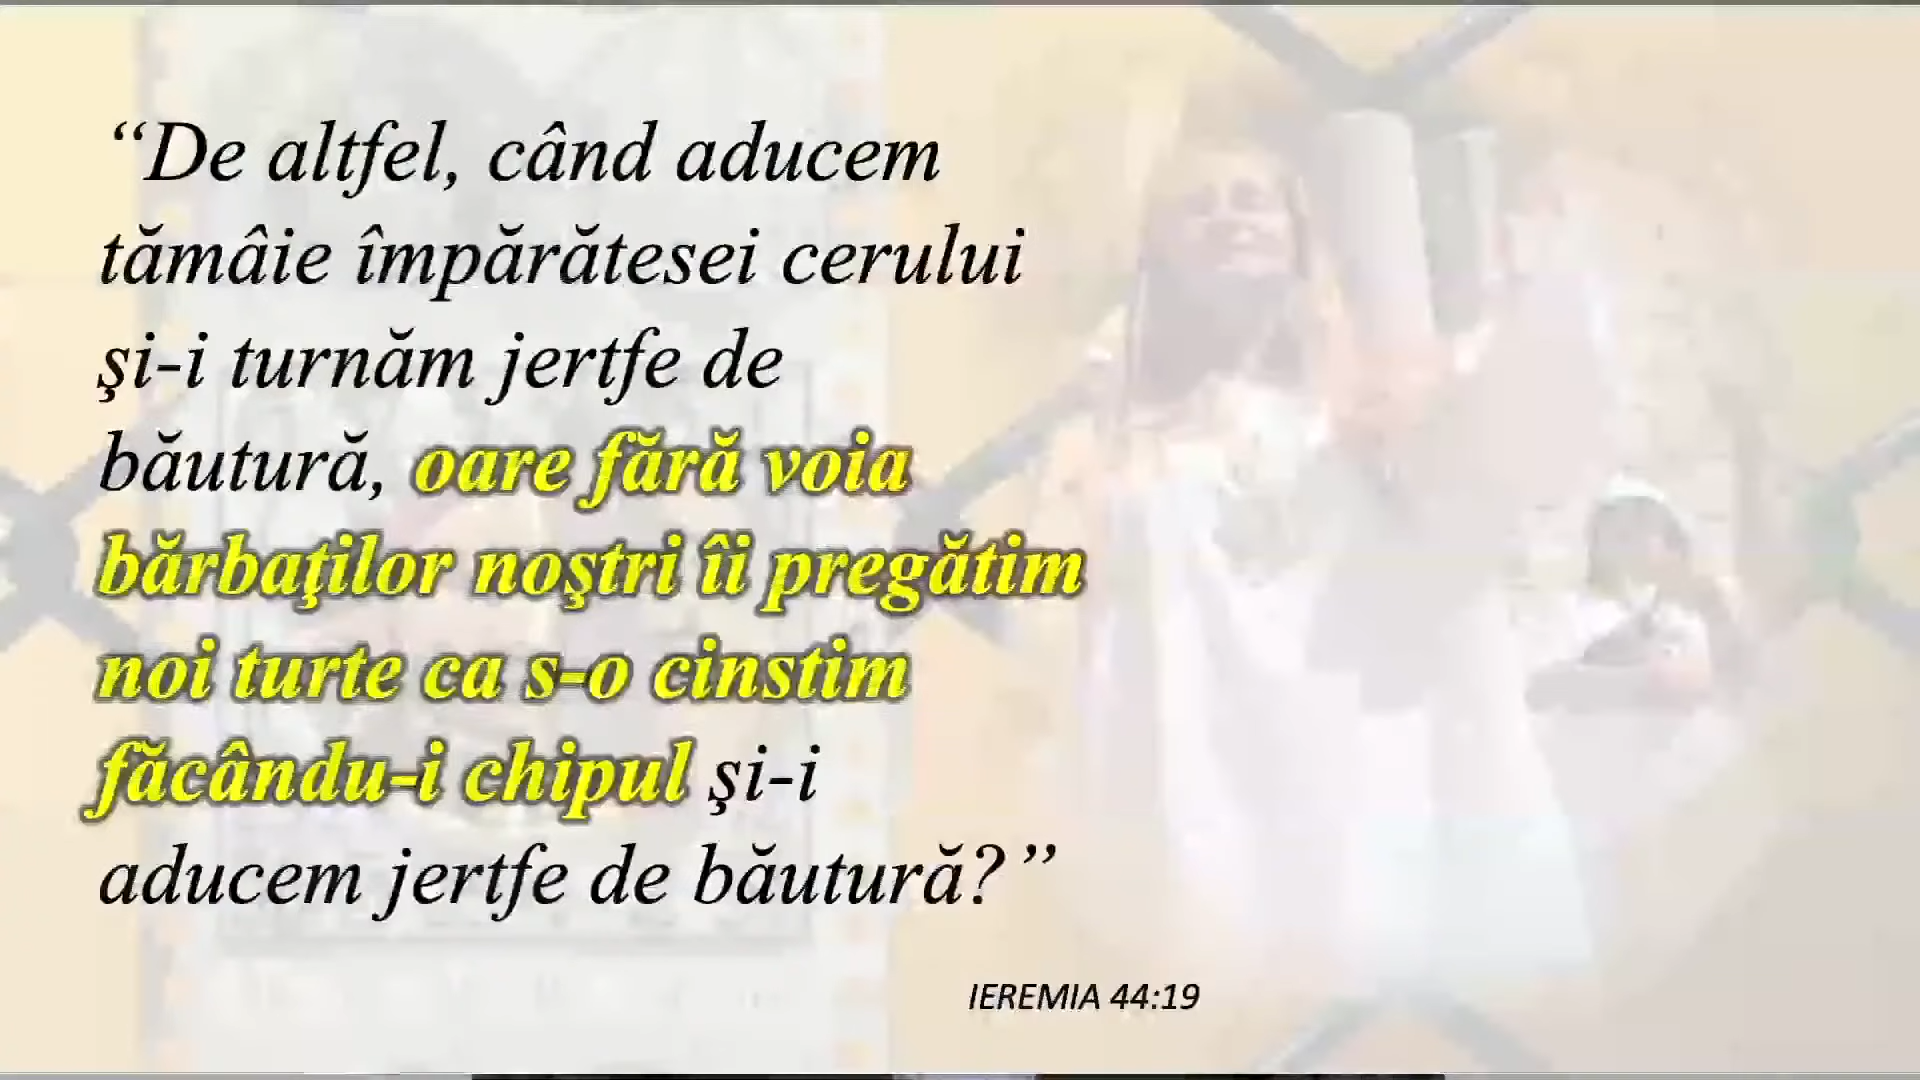 “De altfel, când aducem
tămâie împărătesei cerului
şi-i turnăm jertfe de
băutură, oare fără voia
bărbaţilor noştri îi pregătim
noi turte ca s-o cinstim
făcându-i chipul şi-i
aducem jertfe de băutură?”
IEREMIA 44:19